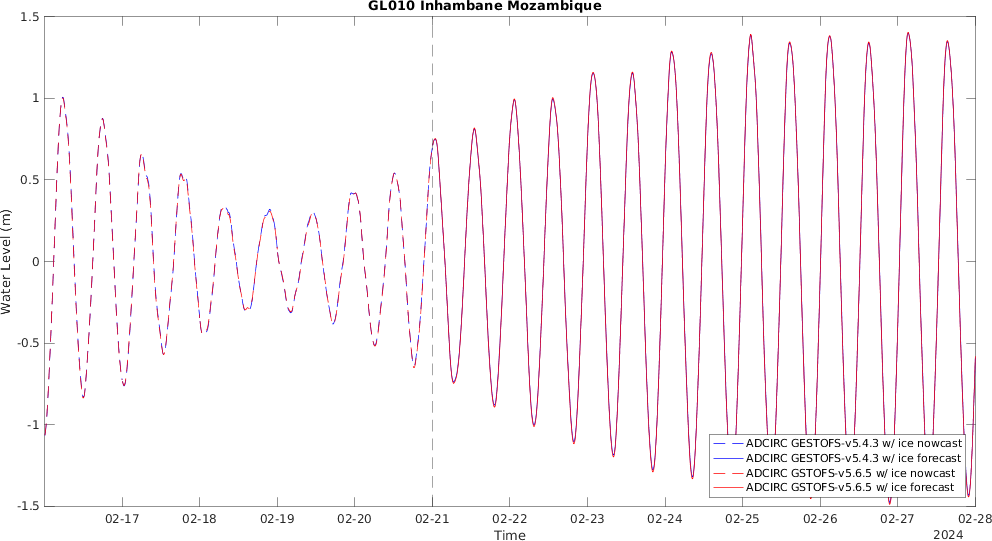 GL010 Inhambane Mozambique
1.5
1
0.5
0
-0.5
-1
-1.5
Water Level (m)
02-17 02-18 02-19 02-20 02-21 02-22 02-23 02-24 02-25 02-26 02-27 02-28
Time
2024
ADCIRC GESTOFS-v5.4.3 w/ ice nowcast
ADCIRC GESTOFS-v5.4.3 w/ ice forecast
ADCIRC GSTOFS-v5.6.5 w/ ice nowcast
ADCIRC GSTOFS-v5.6.5 w/ ice forecast